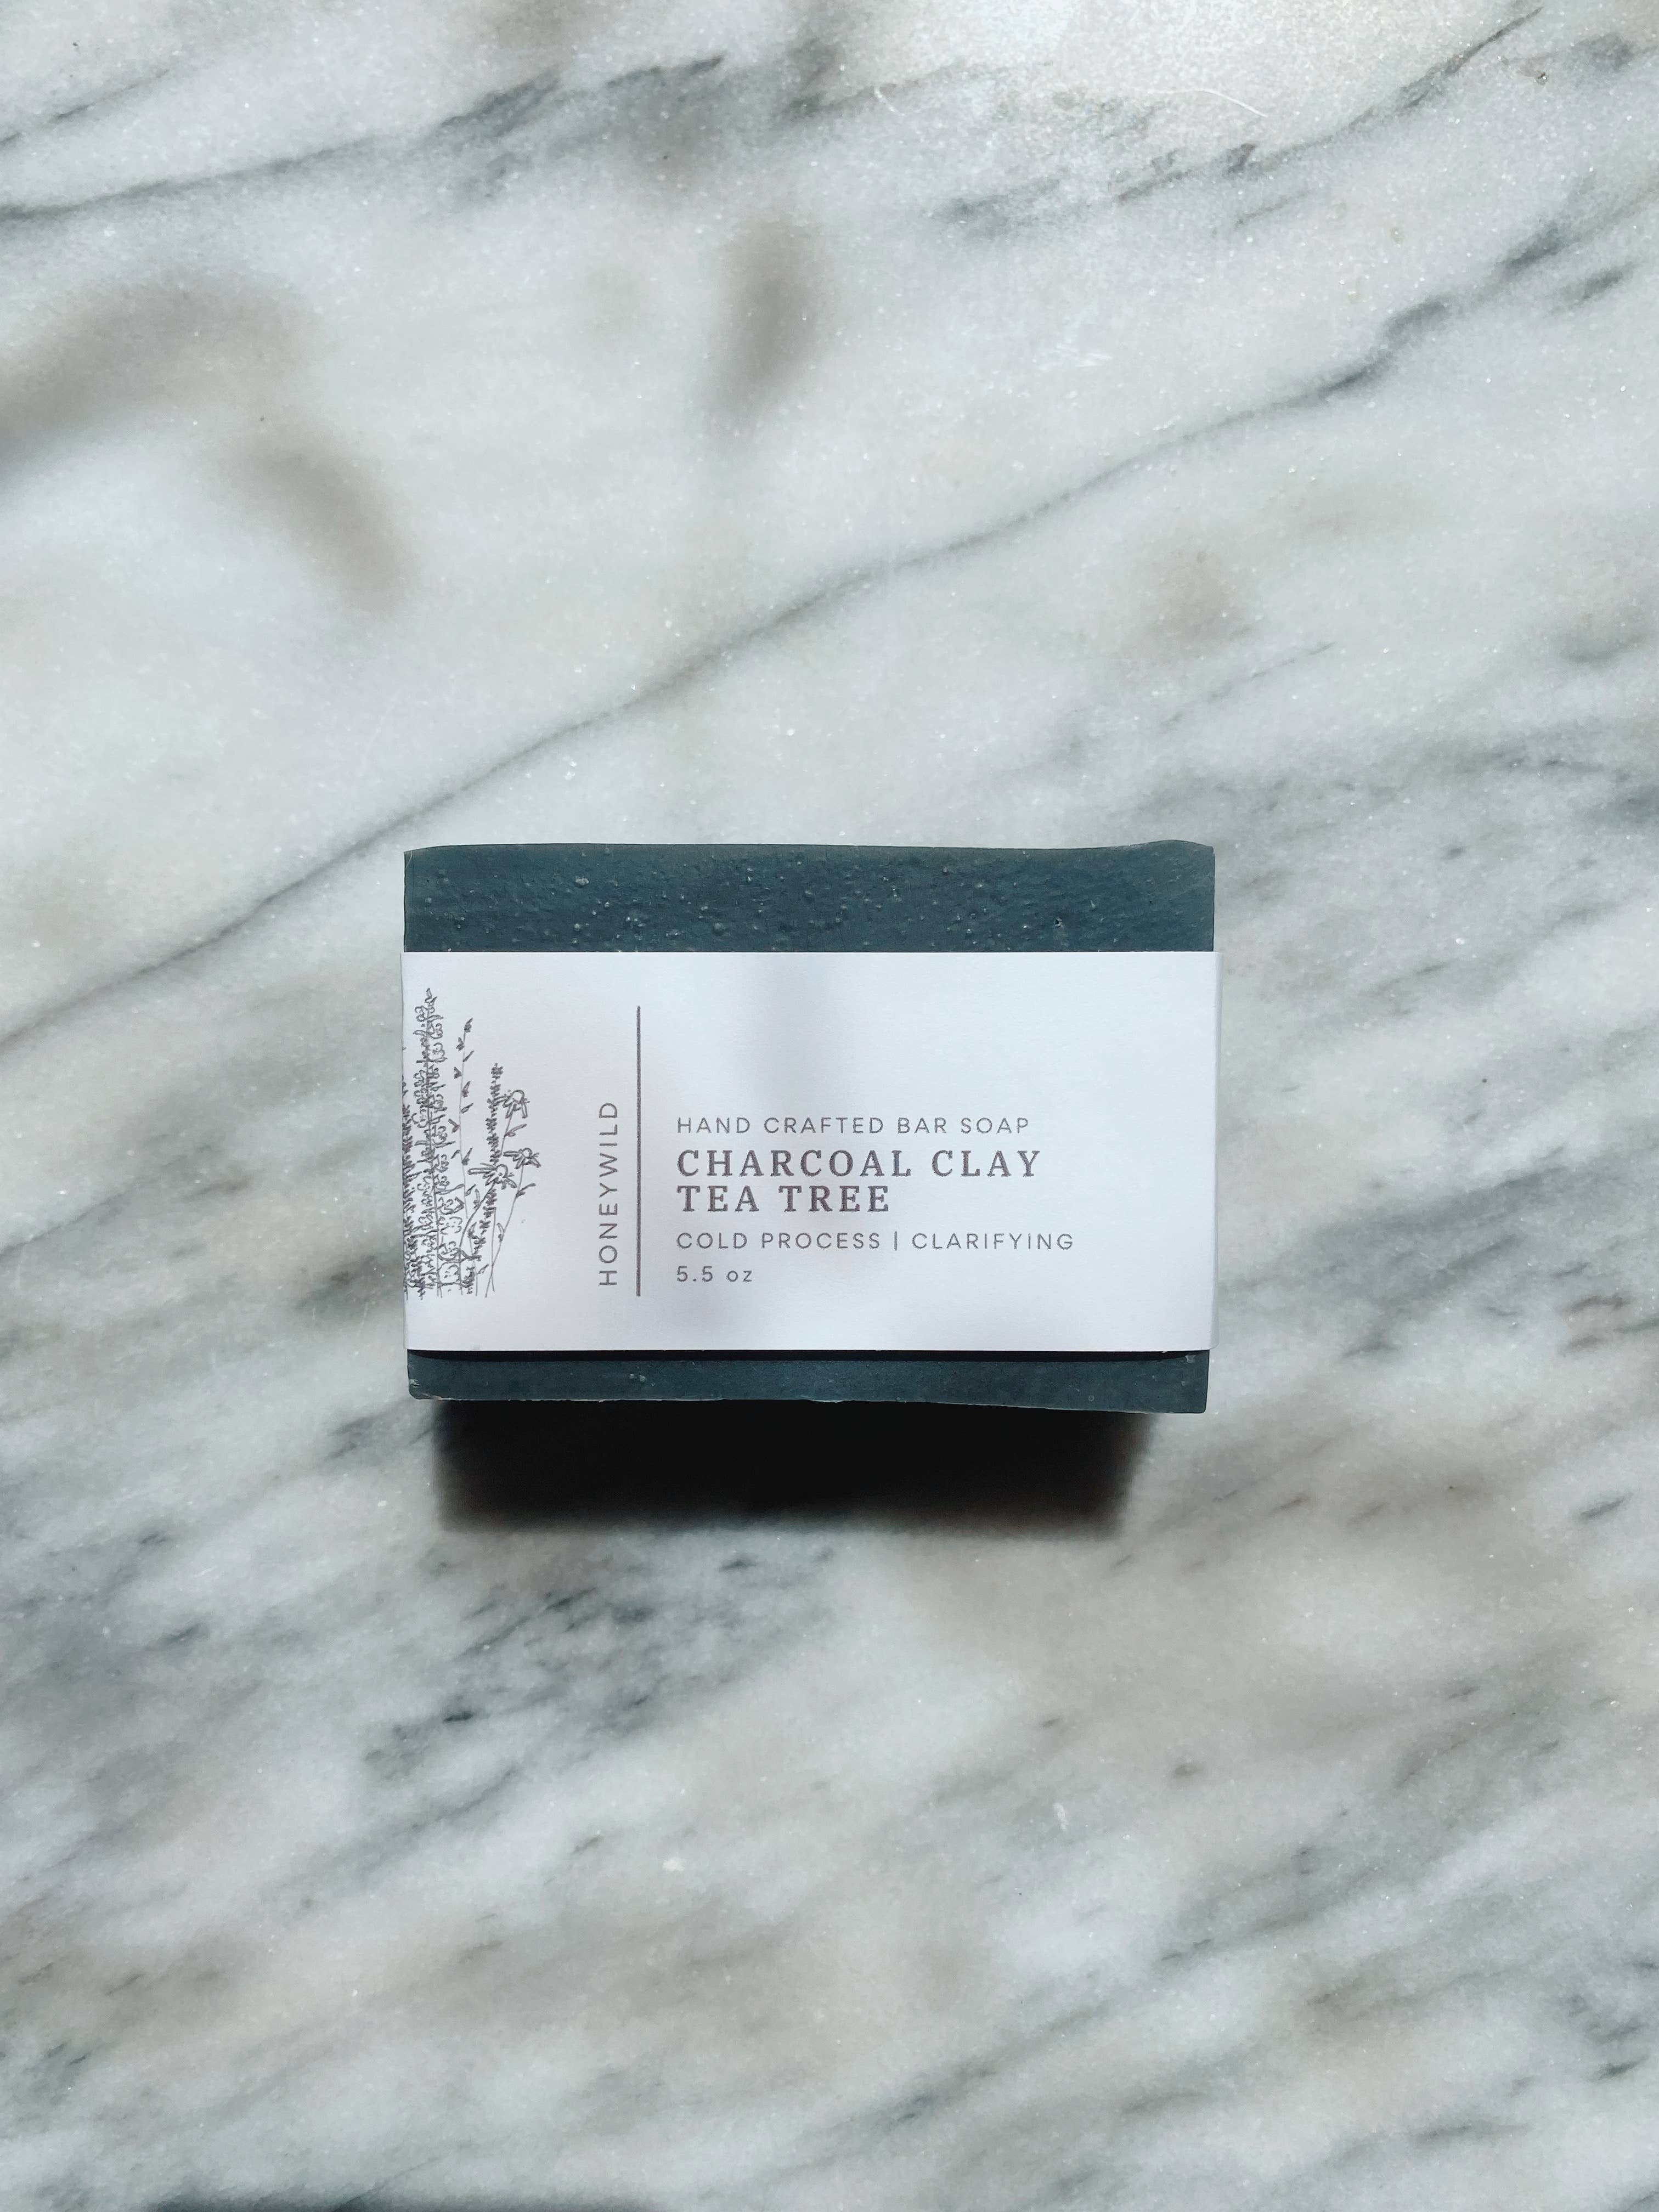 HONEYWILD
HAND CRAFTED BAR SOAP
CHARCOAL CLAY
TEA TREE
COLD PROCESS | CLARIFYING
5.5 oz